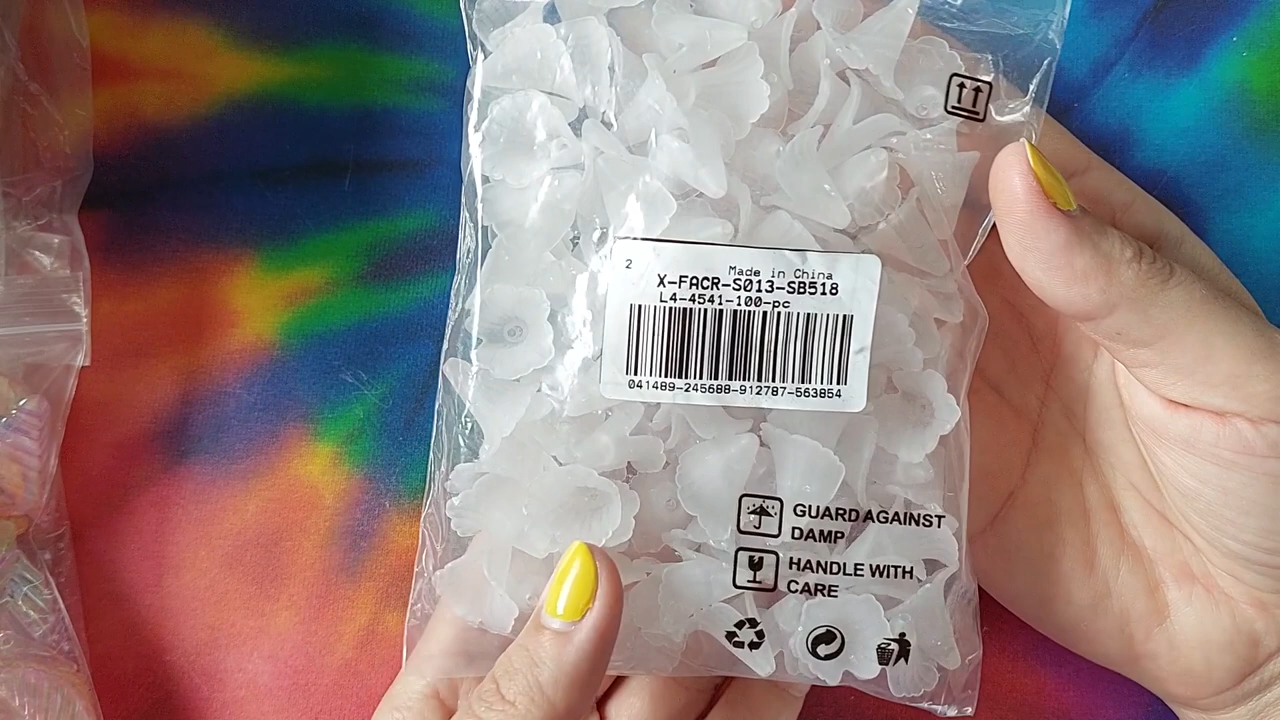 2
Made in China
X-FACR-S013-SB518
L4-4541-100-pc
041489-245688-912787-563854
GUARD AGAINST
DAMP
HANDLE WITH
CARE